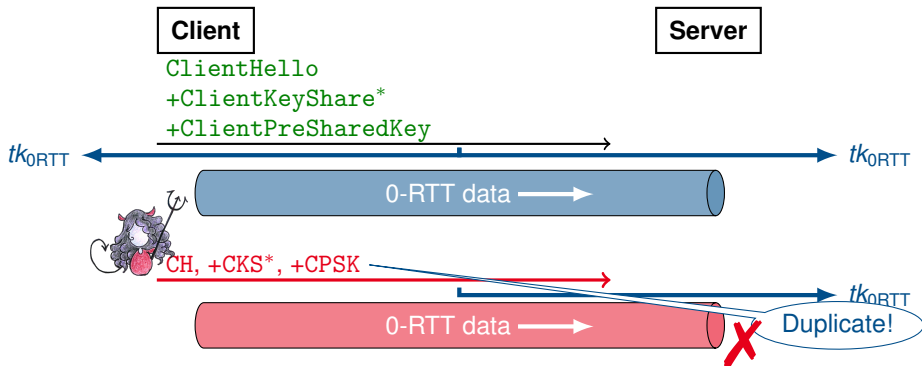 Client
Server
ClientHello
+ClientKeyShare*
+ClientPreSharedKey
tk0RTT
tk0RTT
0-RTT data
CH, +CKS*, +CPSK
tk0RTT
0-RTT data
Duplicate!